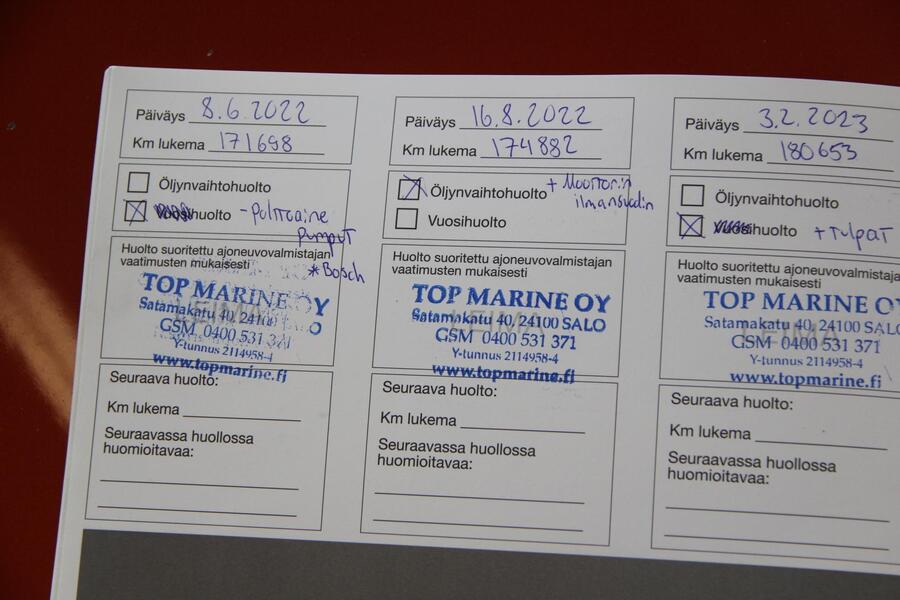 Päiväys 8.6.2022
Km lukema 171698
Öljynvaihtohuolto
Vuosihuolto - polttoaine
pumput
* Bosch
Huolto suoritettu ajoneuvovalmistajan
vaatimusten mukaisesti
LEIMA
TOP MARINE OY
Satamakatu 40, 24100 SALO
GSM 0400 531 371
Y-tunnus 2114958-4
www.topmarine.fi
Seuraava huolto:
Km lukema
Seuraavassa huollossa
huomioitavaa:
Päiväys 16.8.2022
Km lukema 174882
Öljynvaihtohuolto + Moottorin
ilmansuodin
Vuosihuolto
Huolto suoritettu ajoneuvovalmistajan
vaatimusten mukaisesti
LEIMA
TOP MARINE OY
Satamakatu 40, 24100 SALO
GSM 0400 531 371
Y-tunnus 2114958-4
www.topmarine.fi
Seuraava huolto:
Km lukema
Seuraavassa huollossa
huomioitavaa:
Päiväys 3.2.2023
Km lukema 180653
Öljynvaihtohuolto
Vuosihuolto + tulpat
Huolto suoritettu ajoneuvovalmistaja
vaatimusten mukaisesti
LEIMA
TOP MARINE OY
Satamakatu 40, 24100 SALO
GSM 0400 531 371
Y-tunnus 2114958-4
www.topmarine.fi
Seuraava huolto:
Km lukema
Seuraavassa huollossa
huomioitavaa: